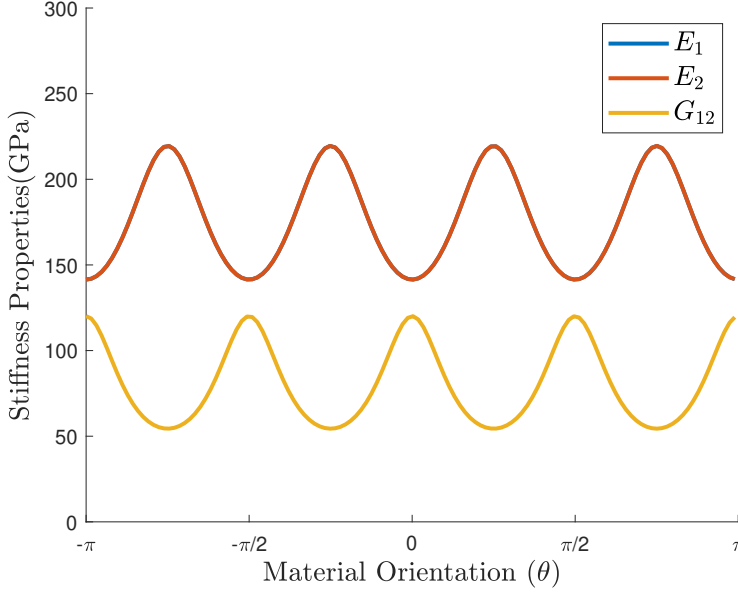 300
250
200
150
100
50
0
Stiffness Properties(GPa)
E₁
E₂
G₁₂
-π
-π/2
0
π/2
π
Material Orientation (θ)